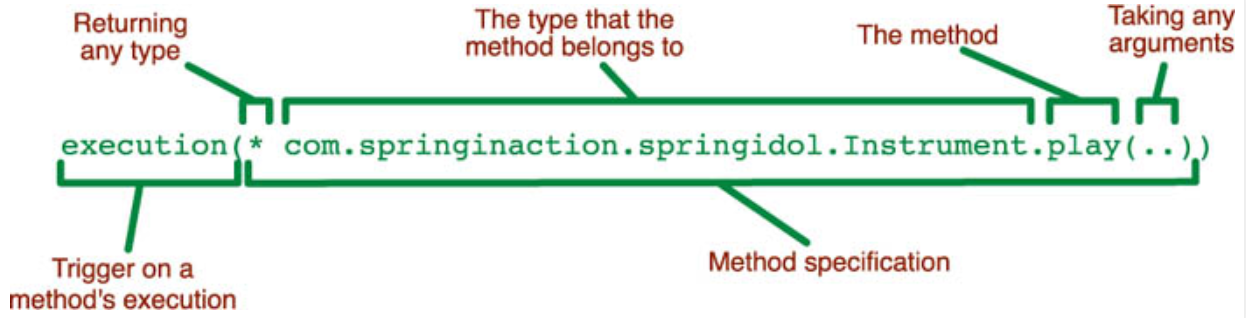 Returning
any type
The type that the
method belongs to
The method
Taking any
arguments
execution(* com.springinaction.springidol.Instrument.play(..))
Trigger on a
method's execution
Method specification